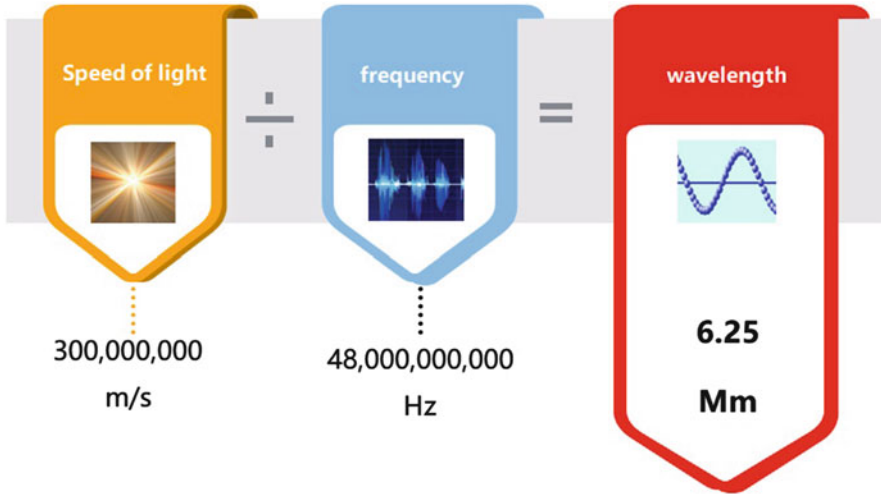 Speed of light
÷
frequency
=
wavelength
300,000,000
m/s
48,000,000,000
Hz
6.25
Mm